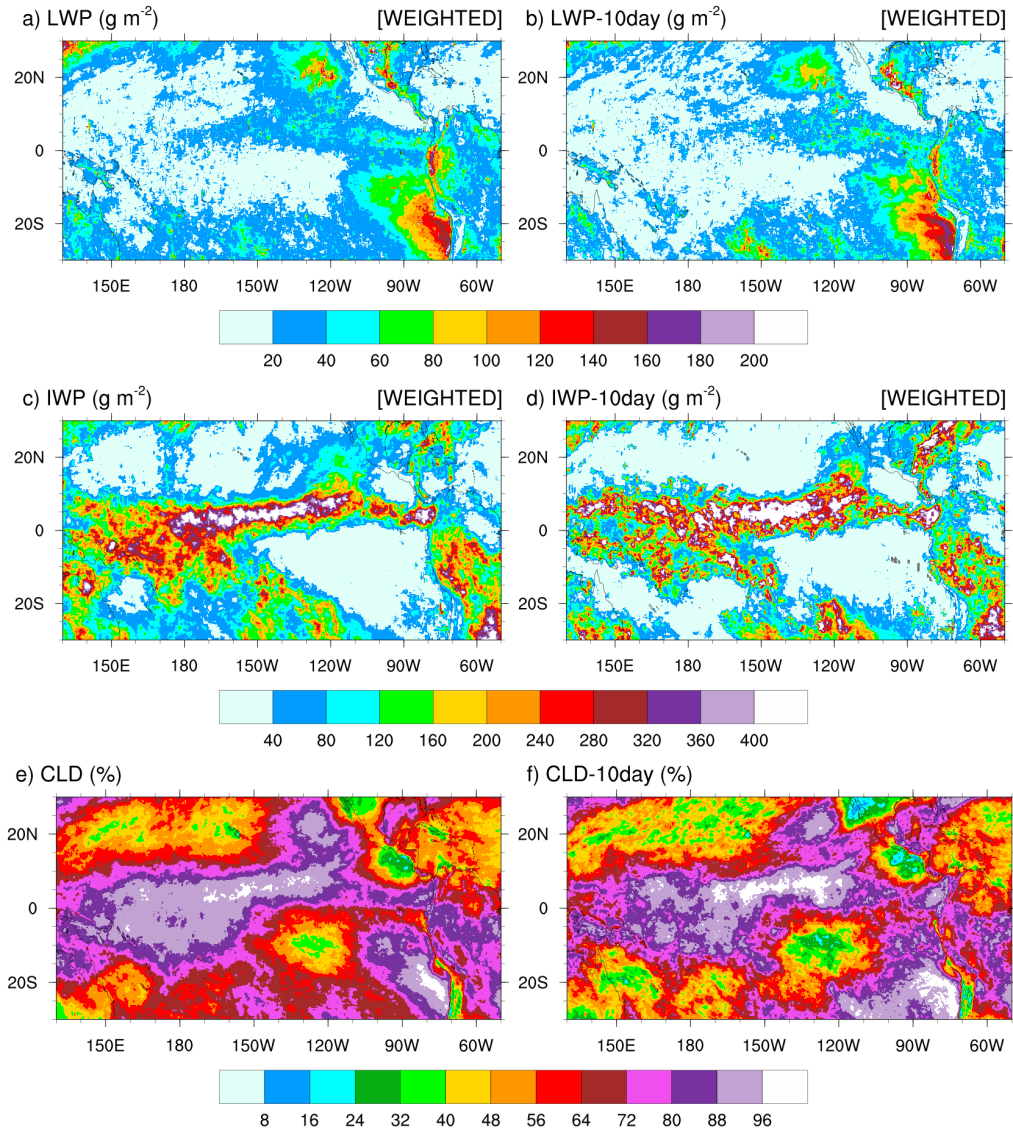 a) LWP (g m-2) [WEIGHTED] b) LWP-10day (g m-2) [WEIGHTED]
20N 20N
0 0
20S 20S
150E 180 150W 120W 90W 60W 150E 180 150W 120W 90W 60W
20 40 60 80 100 120 140 160 180 200
c) IWP (g m-2) [WEIGHTED] d) IWP-10day (g m-2) [WEIGHTED]
20N 20N
0 0
20S 20S
150E 180 150W 120W 90W 60W 150E 180 150W 120W 90W 60W
40 80 120 160 200 240 280 320 360 400
e) CLD (%) f) CLD-10day (%)
20N 20N
0 0
20S 20S
150E 180 150W 120W 90W 60W 150E 180 150W 120W 90W 60W
8 16 24 32 40 48 56 64 72 80 88 96